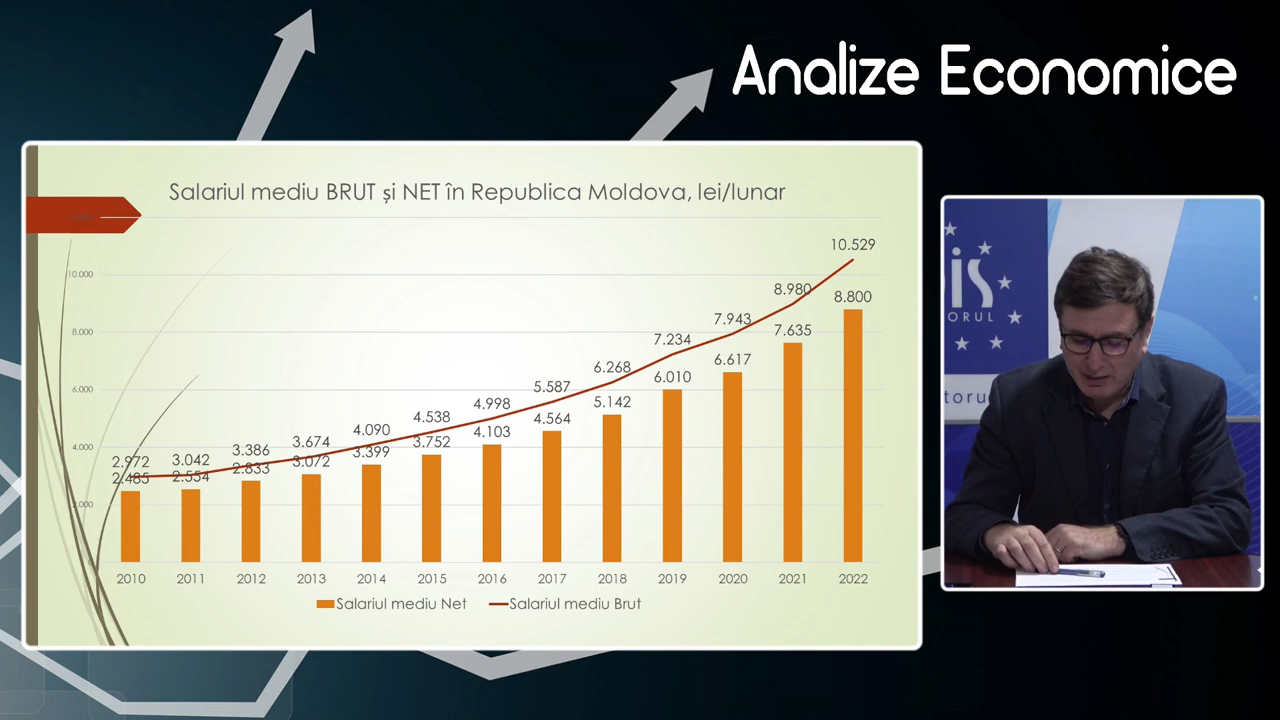 Analize Economice
Salariul mediu BRUT și NET în Republica Moldova, lei/lunar
10.000
8.000
6.000
4.000
2.000
2.972 3.042 3.386 3.674 4.090 4.538 4.998 5.587 6.268 7.234 7.943 8.980 10.529
2.485 2.554 2.833 3.072 3.399 3.752 4.103 4.564 5.142 6.010 6.617 7.635 8.800
2010 2011 2012 2013 2014 2015 2016 2017 2018 2019 2020 2021 2022
Salariul mediu Net Salariul mediu Brut
is
ORUL
toru